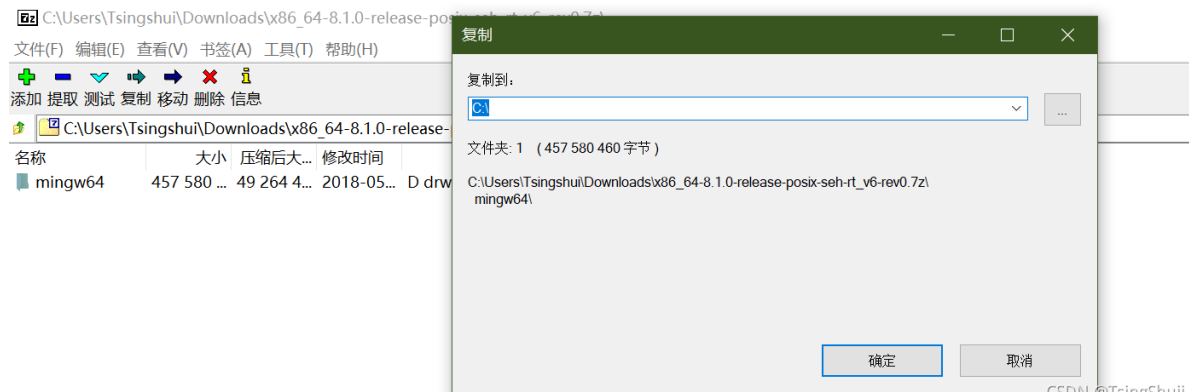 C:\Users\Tsingshui\Downloads\x86_64-8.1.0-release-posix-seh-rt_v6-rev0.7z\
文件(F) 编辑(E) 查看(V) 书签(A) 工具(T) 帮助(H)
添加 提取 测试 复制 移动 删除 信息
C:\Users\Tsingshui\Downloads\x86_64-8.1.0-release-
名称 大小 压缩后大... 修改时间
mingw64 457 580 ... 49 264 4... 2018-05... D drw
复制
复制到：
C:\
...
文件夹: 1 ( 457 580 460 字节 )
C:\Users\Tsingshui\Downloads\x86_64-8.1.0-release-posix-seh-rt_v6-rev0.7z\
mingw64\
确定 取消
CSDN @TsingShuii